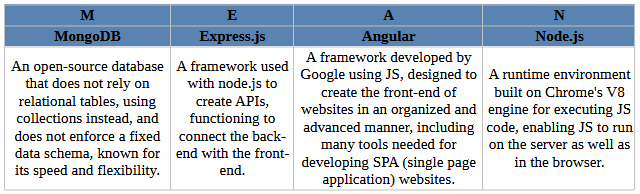 M
E
A
N
MongoDB
Express.js
Angular
Node.js
An open-source database
that does not rely on
relational tables, using
collections instead, and
does not enforce a fixed
data schema, known for
its speed and flexibility.
A framework used
with node.js to
create APIs,
functioning to
connect the back-
end with the front-
end.
A framework developed by
Google using JS, designed to
create the front-end of
websites in an organized and
advanced manner, including
many tools needed for
developing SPA (single page
application) websites.
A runtime environment
built on Chrome's V8
engine for executing JS
code, enabling JS to run
on the server as well as
in the browser.